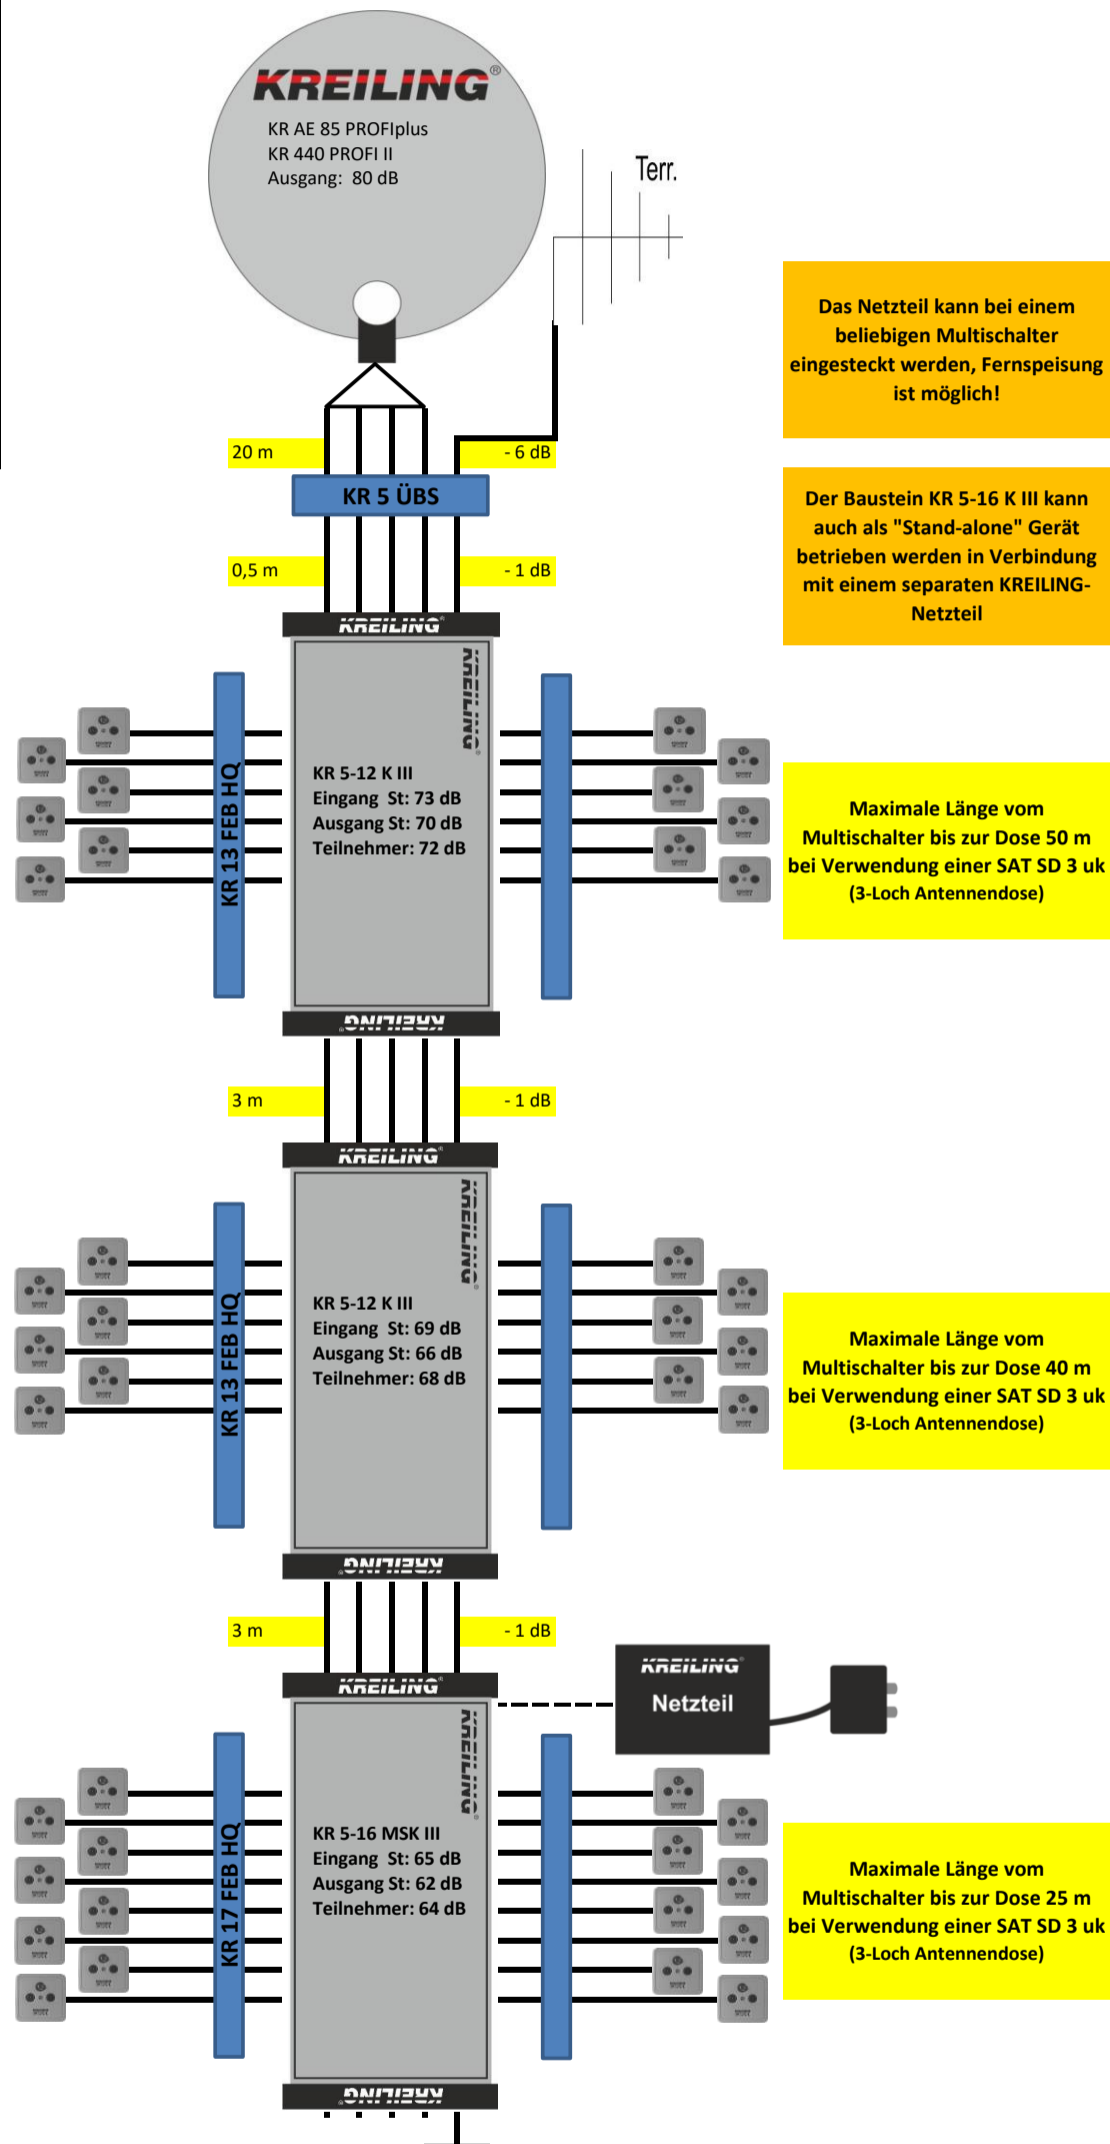 KREILING®
KR AE 85 PROFIplus
KR 440 PROFI II
Ausgang: 80 dB
Terr.
Das Netzteil kann bei einem
beliebigen Multischalter
eingesteckt werden, Fernspeisung
ist möglich!
20 m
- 6 dB
KR 5 ÜBS
Der Baustein KR 5-16 K III kann
auch als "Stand-alone" Gerät
betrieben werden in Verbindung
mit einem separaten KREILING-
Netzteil
0,5 m
- 1 dB
KREILING®
KREILING®
KR 13 FEB HQ
KR 5-12 K III
Eingang St: 73 dB
Ausgang St: 70 dB
Teilnehmer: 72 dB
Maximale Länge vom
Multischalter bis zur Dose 50 m
bei Verwendung einer SAT SD 3 uk
(3-Loch Antennendose)
KREILING®
3 m
- 1 dB
KREILING®
KREILING®
KR 13 FEB HQ
KR 5-12 K III
Eingang St: 69 dB
Ausgang St: 66 dB
Teilnehmer: 68 dB
Maximale Länge vom
Multischalter bis zur Dose 40 m
bei Verwendung einer SAT SD 3 uk
(3-Loch Antennendose)
KREILING®
3 m
- 1 dB
KREILING®
KREILING®
Netzteil
KREILING®
KR 17 FEB HQ
KR 5-16 MSK III
Eingang St: 65 dB
Ausgang St: 62 dB
Teilnehmer: 64 dB
Maximale Länge vom
Multischalter bis zur Dose 25 m
bei Verwendung einer SAT SD 3 uk
(3-Loch Antennendose)
KREILING®